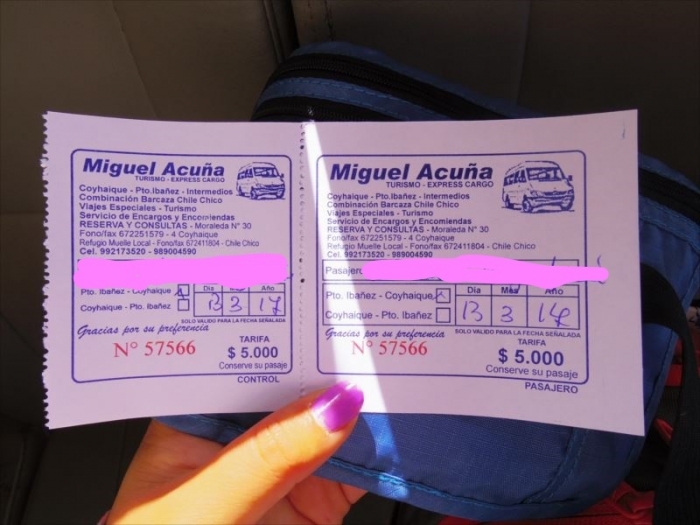 Miguel Acuña
TURISMO - EXPRESS CARGO
Coyhaique - Pto. Ibañez - Intermedios
Combinación Barcaza Chile Chico
Viajes Especiales - Turismo
Servicio de Encargos y Encomiendas
RESERVA Y CONSULTAS - Moraleda N° 30
Fono/fax 672251579 - 4 Coyhaique
Refugio Muelle Local - Fono/fax 672411804 - Chile Chico
Cel. 992173520 - 989004590
Pto. Ibañez - Coyhaique X
Coyhaique - Pto. Ibañez
Día Mes Año
13 3 17
SOLO VALIDO PARA LA FECHA SEÑALADA
Gracias por su preferencia
N° 57566
TARIFA
$ 5.000
Conserve su pasaje
CONTROL
Miguel Acuña
TURISMO - EXPRESS CARGO
Coyhaique - Pto. Ibañez - Intermedios
Combinación Barcaza Chile Chico
Viajes Especiales - Turismo
Servicio de Encargos y Encomiendas
RESERVA Y CONSULTAS - Moraleda N° 30
Fono/fax 672251579 - 4 Coyhaique
Refugio Muelle Local - Fono/fax 672411804 - Chile Chico
Cel. 992173520 - 989004590
Pasajero
Pto. Ibañez - Coyhaique X
Coyhaique - Pto. Ibañez
Día Mes Año
13 3
SOLO VALIDO PARA LA FECHA SEÑALADA
Gracias por su preferencia
N° 57566
TARIFA
$ 5.000
Conserve su pasaje
PASAJERO